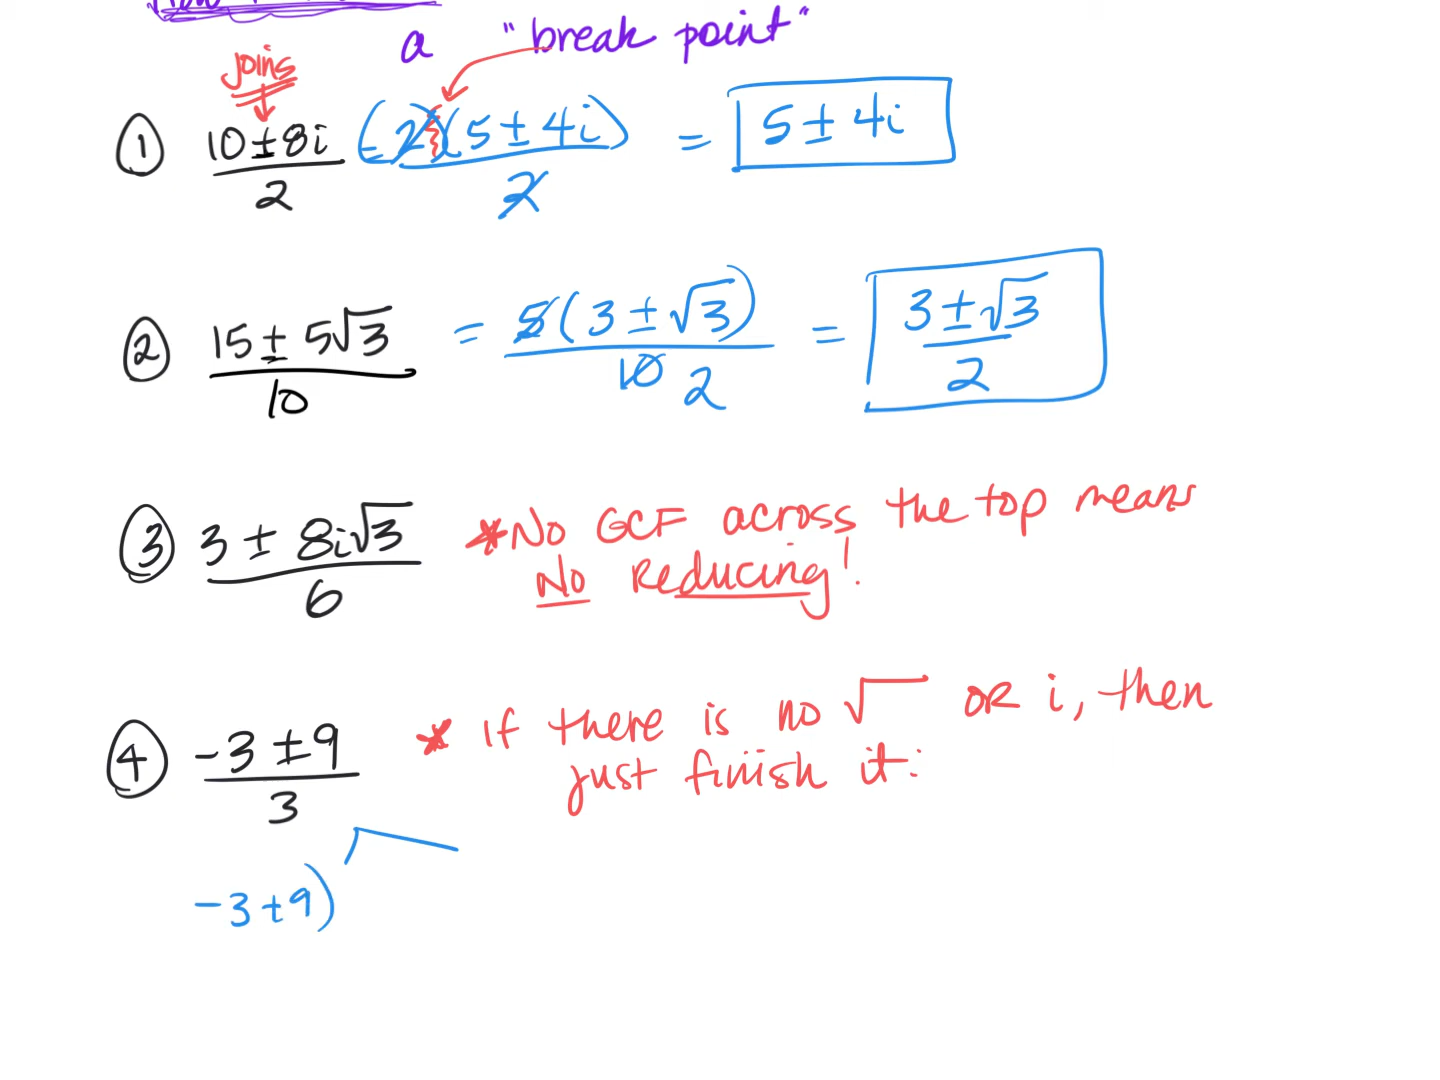 a "break point"
joins
① 10±8i/2 = (2)(5±4i)/2 = 5±4i
② 15±5√3/10 = 5(3±√3)/10 2 = 3±√3/2
③ 3±8i√3/6 *No GCF across the top means
No Reducing!
④ -3±9/3 * If there is no √ or i, then
just finish it:
-3+9)